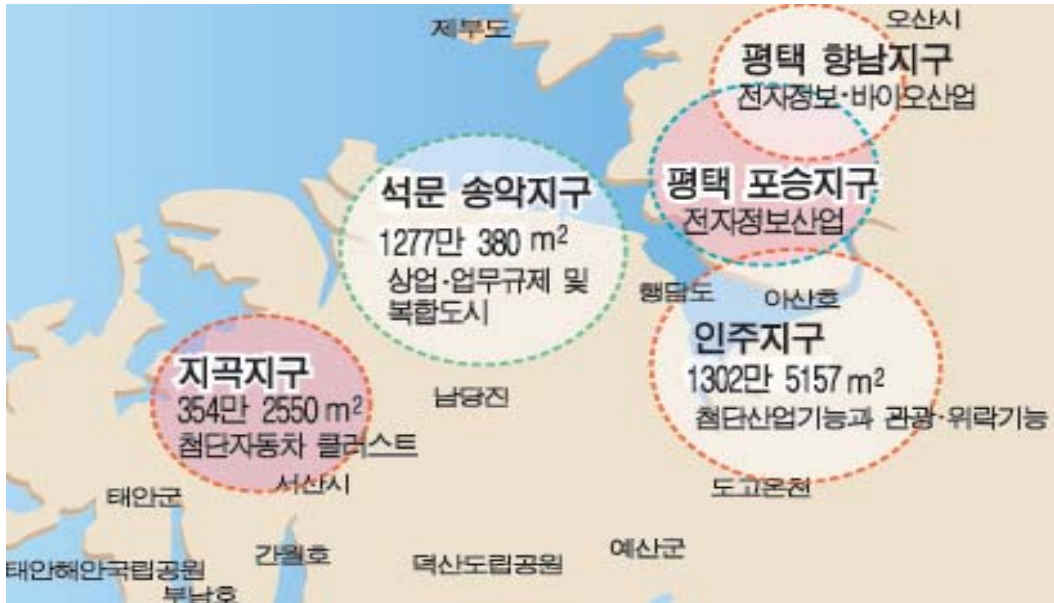 오산시
제부도
평택 향남지구
전자정보·바이오산업
평택 포승지구
전자정보산업
석문 송악지구
1277만 380 m²
상업·업무규제 및
복합도시
행담도
아산호
인주지구
1302만 5157 m²
첨단산업기능과 관광·위락기능
지곡지구
354만 2550 m²
첨단자동차 클러스트
남당진
서산시
태안군
도고온천
간월호
예산군
덕산도립공원
태안해안국립공원
부남호